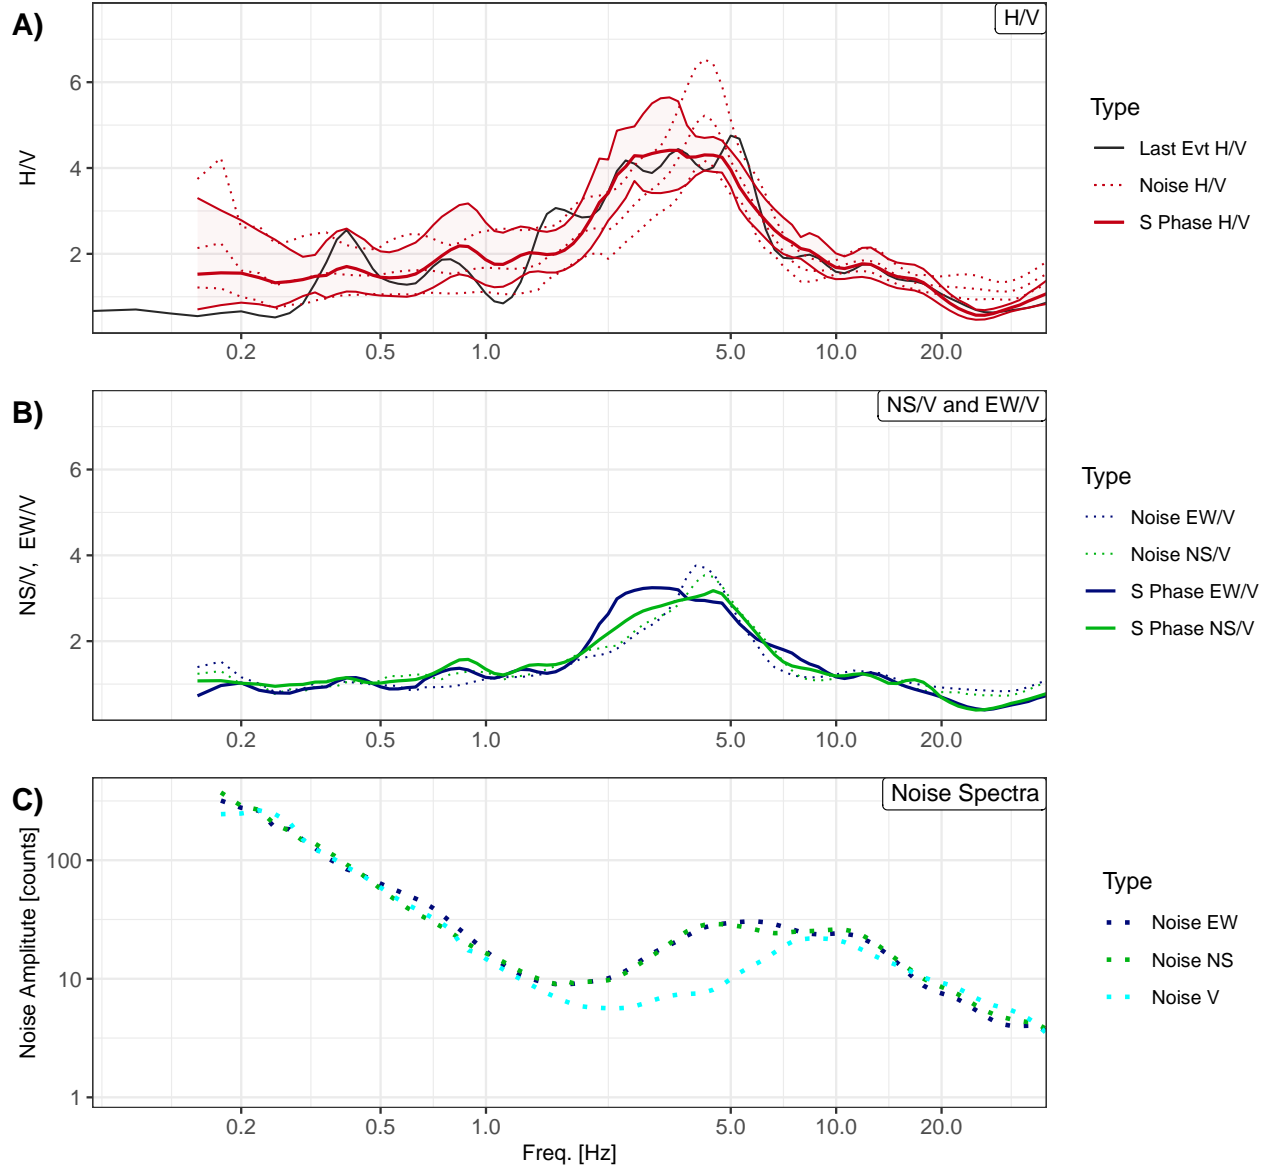 A)
H/V
6
4
2
H/V
0.2 0.5 1.0 5.0 10.0 20.0
Type
Last Evt H/V
Noise H/V
S Phase H/V
B)
NS/V and EW/V
6
4
2
NS/V, EW/V
0.2 0.5 1.0 5.0 10.0 20.0
Type
Noise EW/V
Noise NS/V
S Phase EW/V
S Phase NS/V
C)
Noise Spectra
100
10
1
Noise Amplitute [counts]
0.2 0.5 1.0 5.0 10.0 20.0
Freq. [Hz]
Type
Noise EW
Noise NS
Noise V